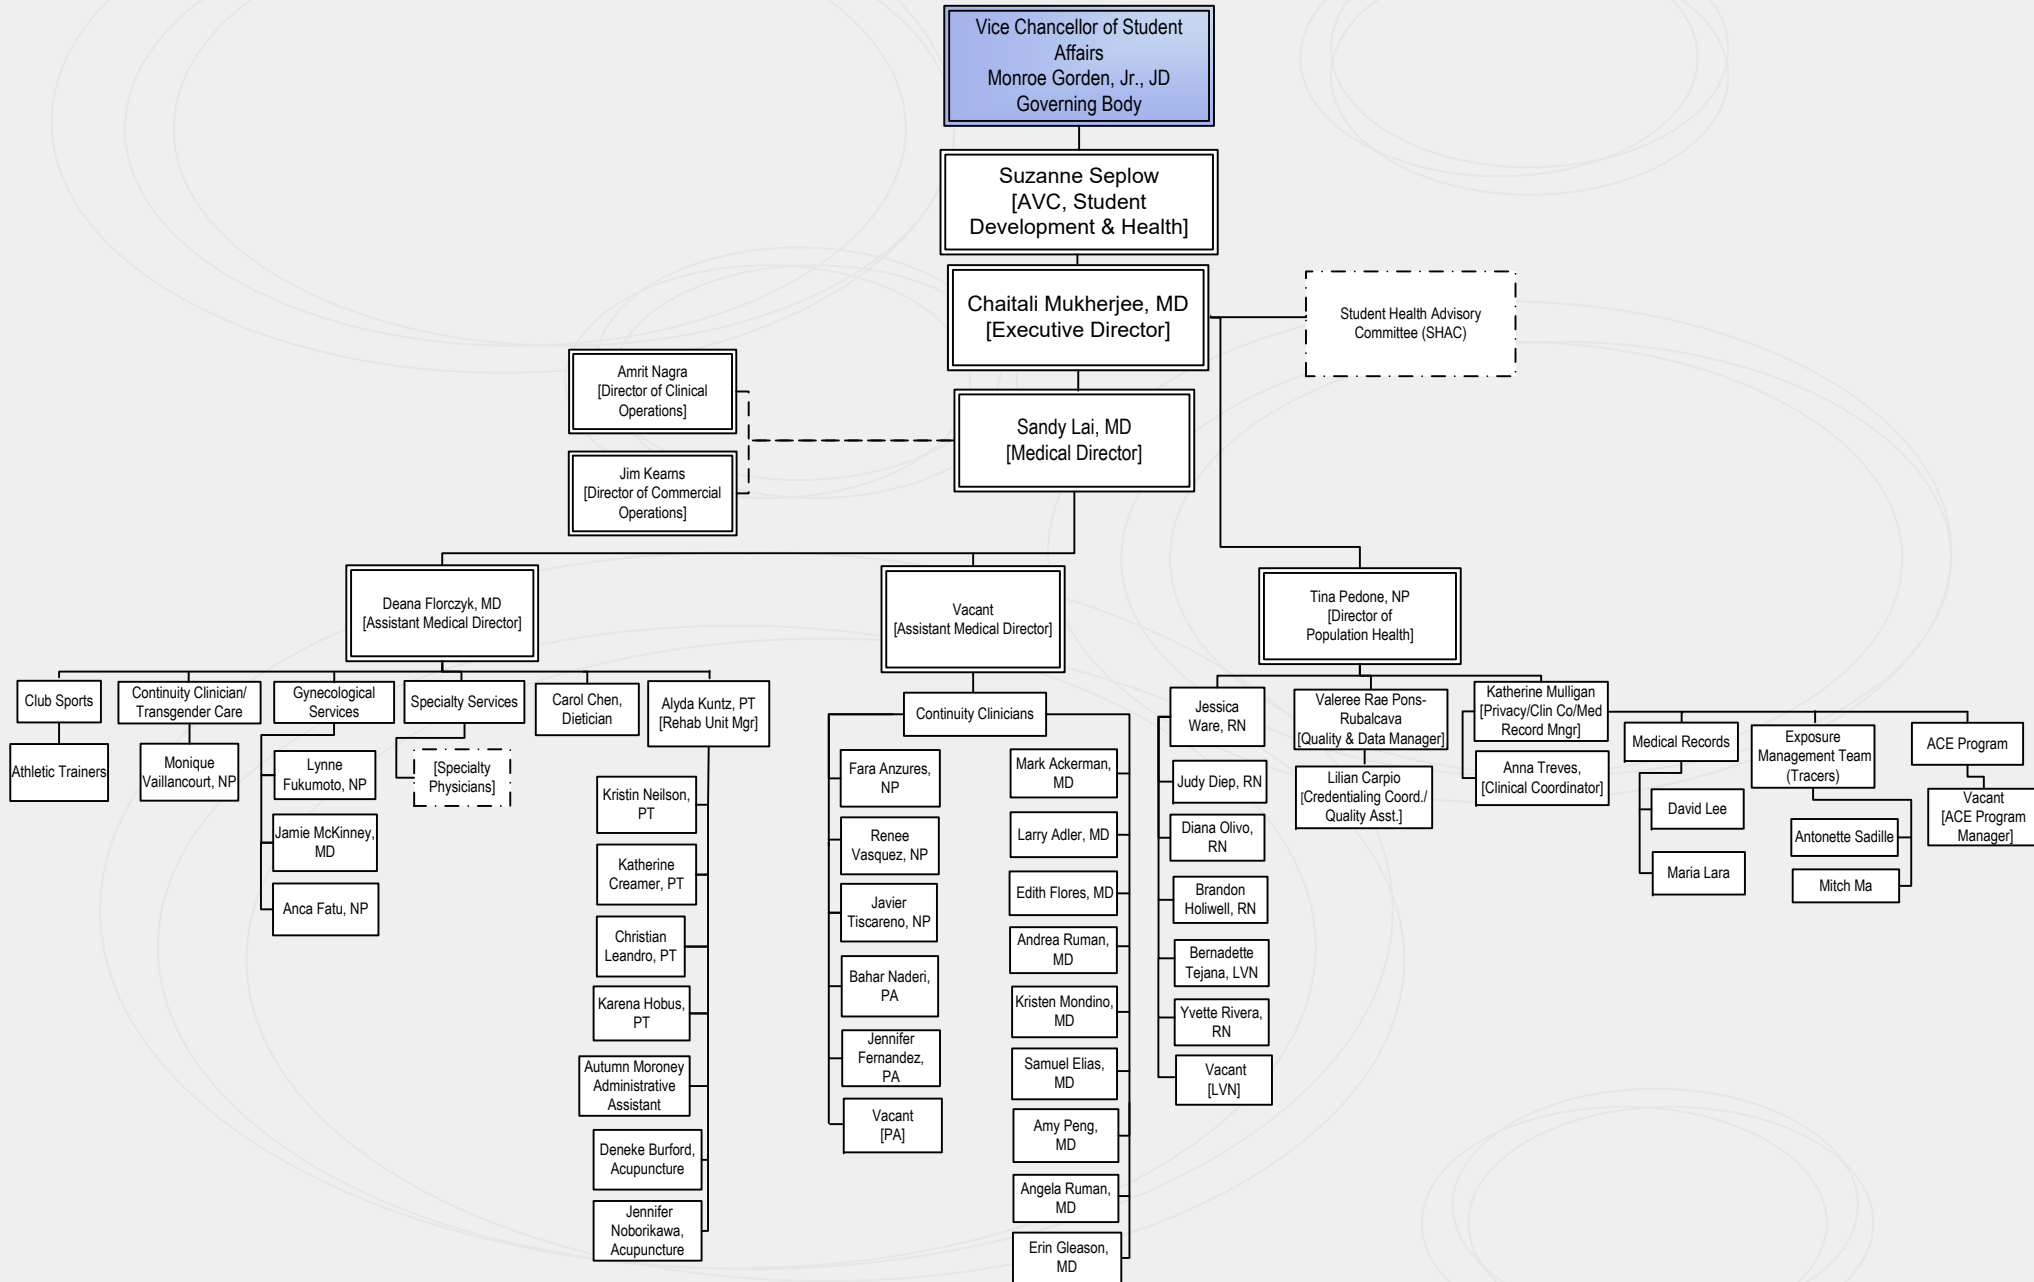 Vice Chancellor of Student
Affairs
Monroe Gorden, Jr., JD
Governing Body
Suzanne Seplow
[AVC, Student
Development & Health]
Chaitali Mukherjee, MD
[Executive Director]
Student Health Advisory
Committee (SHAC)
Amrit Nagra
[Director of Clinical
Operations]
Sandy Lai, MD
[Medical Director]
Jim Kearns
[Director of Commercial
Operations]
Deana Florczyk, MD
[Assistant Medical Director]
Vacant
[Assistant Medical Director]
Tina Pedone, NP
[Director of
Population Health]
Club Sports
Athletic Trainers
Continuity Clinician/
Transgender Care
Monique
Vaillancourt, NP
Gynecological
Services
Lynne
Fukumoto, NP
Jamie McKinney,
MD
Anca Fatu, NP
Specialty Services
[Specialty
Physicians]
Carol Chen,
Dietician
Alyda Kuntz, PT
[Rehab Unit Mgr]
Kristin Neilson,
PT
Katherine
Creamer, PT
Christian
Leandro, PT
Karena Hobus,
PT
Autumn Moroney
Administrative
Assistant
Deneke Burford,
Acupuncture
Jennifer
Noborikawa,
Acupuncture
Continuity Clinicians
Fara Anzures,
NP
Renee
Vasquez, NP
Javier
Tiscareno, NP
Bahar Naderi,
PA
Jennifer
Fernandez,
PA
Vacant
[PA]
Mark Ackerman,
MD
Larry Adler, MD
Edith Flores, MD
Andrea Ruman,
MD
Kristen Mondino,
MD
Samuel Elias,
MD
Amy Peng,
MD
Angela Ruman,
MD
Erin Gleason,
MD
Jessica
Ware, RN
Judy Diep, RN
Diana Olivo,
RN
Brandon
Holiwell, RN
Bernadette
Tejana, LVN
Yvette Rivera,
RN
Vacant
[LVN]
Valeree Rae Pons-
Rubalcava
[Quality & Data Manager]
Lilian Carpio
[Credentialing Coord./
Quality Asst.]
Katherine Mulligan
[Privacy/Clin Co/Med
Record Mngr]
Anna Treves,
[Clinical Coordinator]
Medical Records
David Lee
Maria Lara
Exposure
Management Team
(Tracers)
Antonette Sadille
Mitch Ma
ACE Program
Vacant
[ACE Program
Manager]